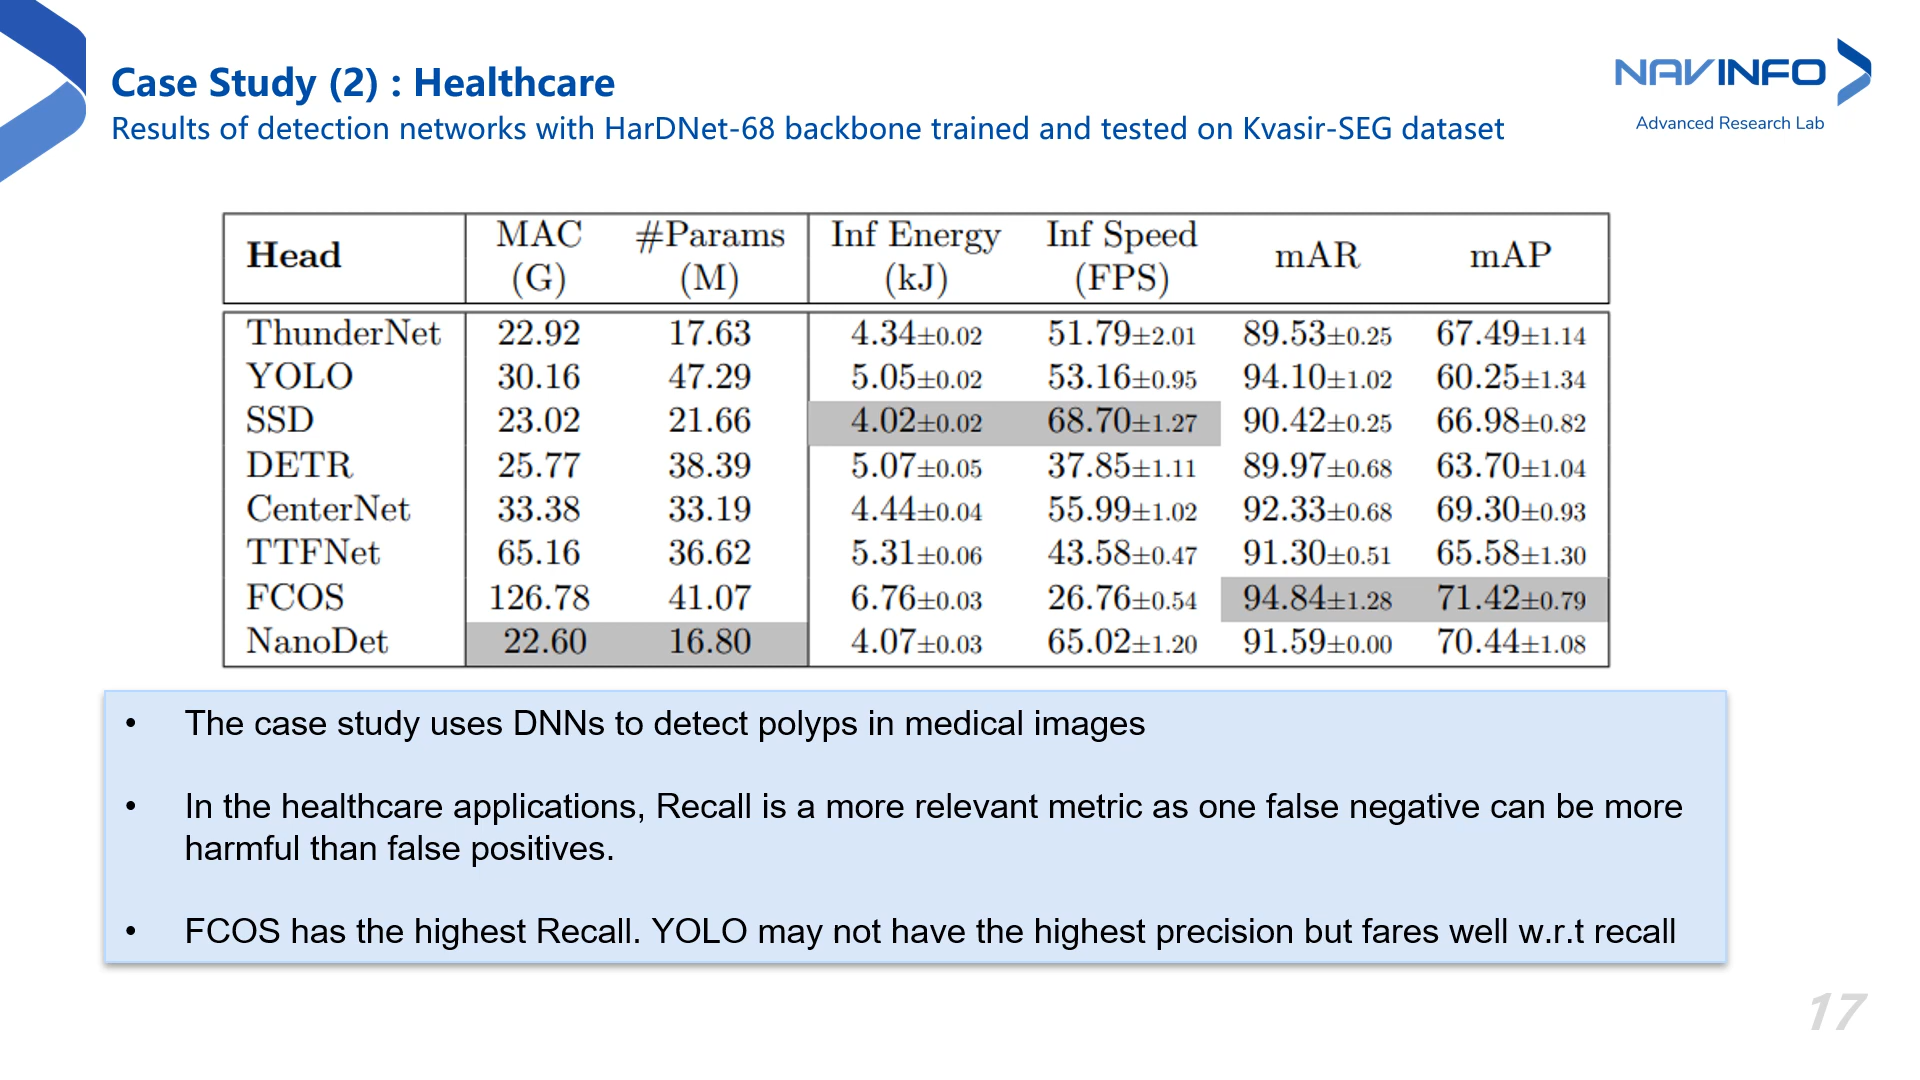 Case Study (2) : Healthcare
Results of detection networks with HarDNet-68 backbone trained and tested on Kvasir-SEG dataset
NAVINFO
Advanced Research Lab
Head MAC (G) #Params (M) Inf Energy (kJ) Inf Speed (FPS) mAR mAP
ThunderNet 22.92 17.63 4.34±0.02 51.79±2.01 89.53±0.25 67.49±1.14
YOLO 30.16 47.29 5.05±0.02 53.16±0.95 94.10±1.02 60.25±1.34
SSD 23.02 21.66 4.02±0.02 68.70±1.27 90.42±0.25 66.98±0.82
DETR 25.77 38.39 5.07±0.05 37.85±1.11 89.97±0.68 63.70±1.04
CenterNet 33.38 33.19 4.44±0.04 55.99±1.02 92.33±0.68 69.30±0.93
TTFNet 65.16 36.62 5.31±0.06 43.58±0.47 91.30±0.51 65.58±1.30
FCOS 126.78 41.07 6.76±0.03 26.76±0.54 94.84±1.28 71.42±0.79
NanoDet 22.60 16.80 4.07±0.03 65.02±1.20 91.59±0.00 70.44±1.08
• The case study uses DNNs to detect polyps in medical images
• In the healthcare applications, Recall is a more relevant metric as one false negative can be more
harmful than false positives.
• FCOS has the highest Recall. YOLO may not have the highest precision but fares well w.r.t recall
17